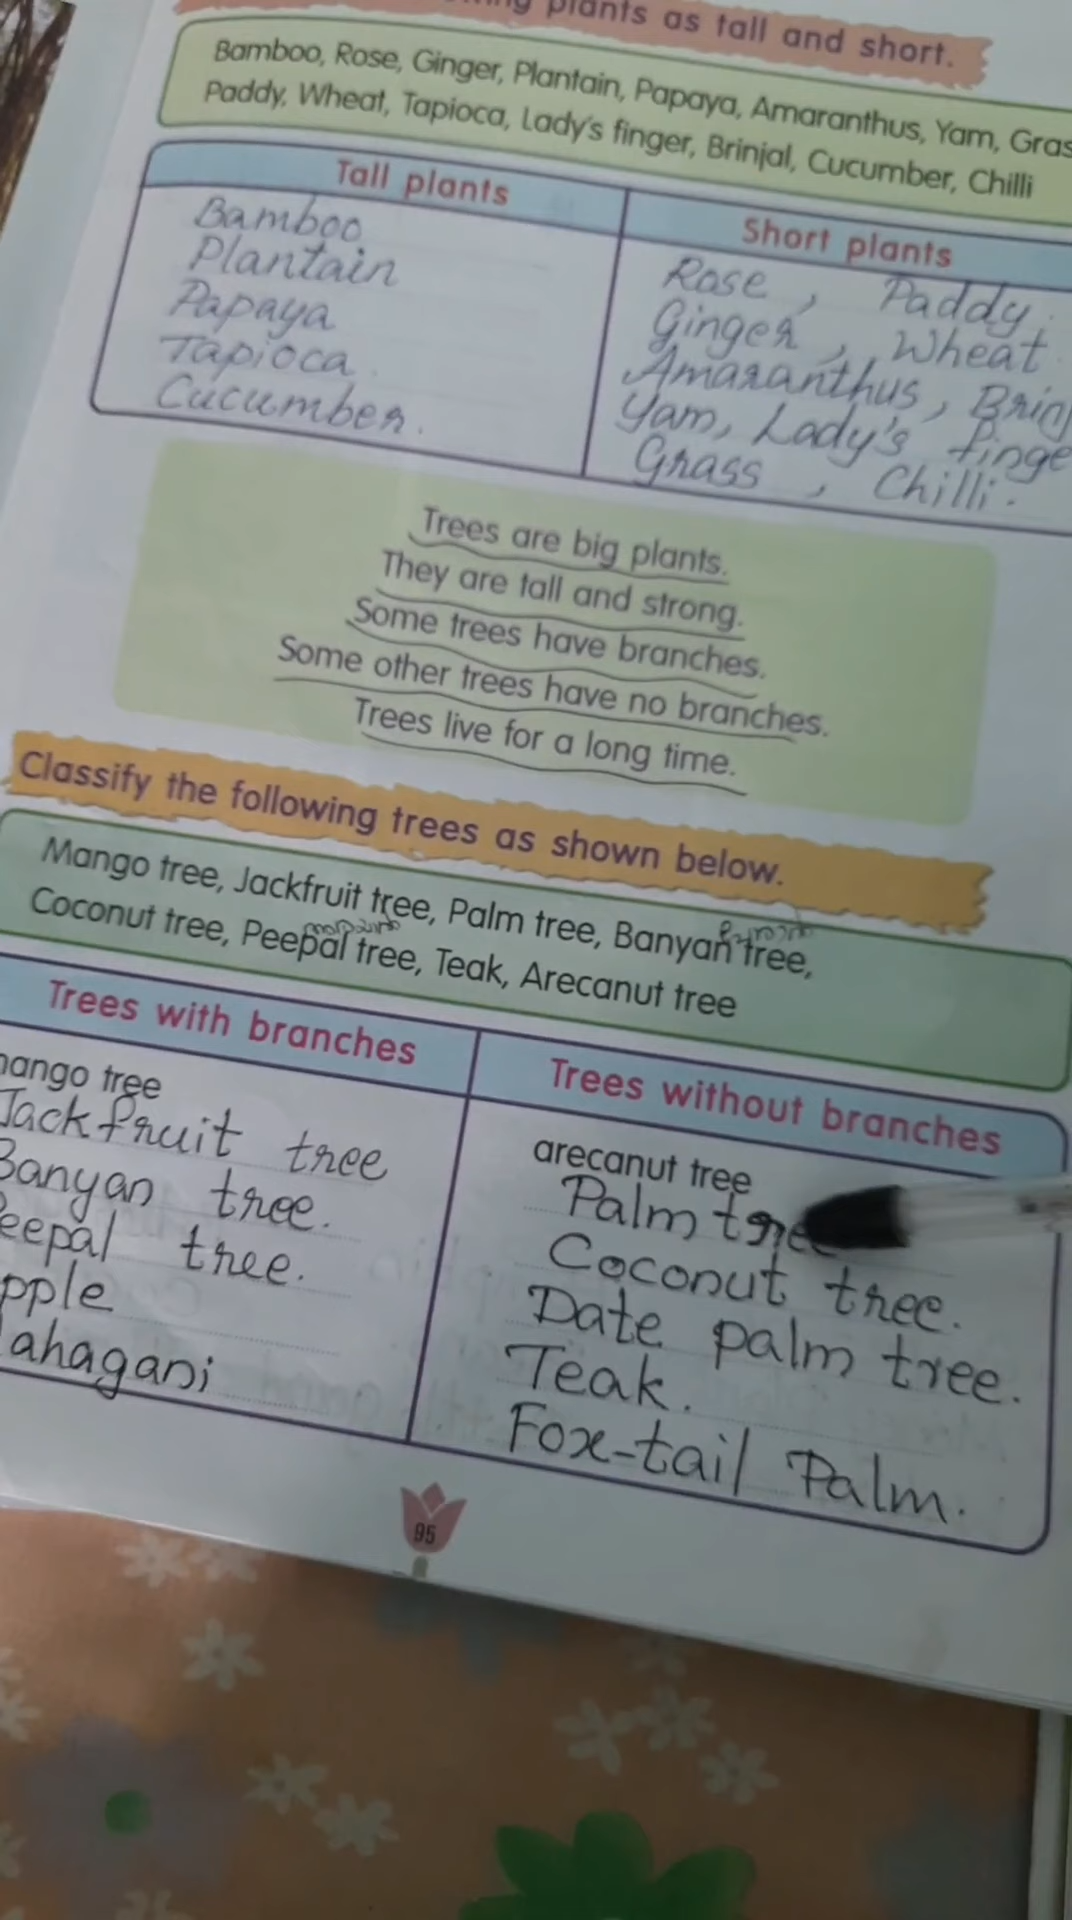 plants as tall and short.
Bamboo, Rose, Ginger, Plantain, Papaya, Amaranthus, Yam, Gras
Paddy, Wheat, Tapioca, Lady's finger, Brinjal, Cucumber, Chilli
Tall plants
Bamboo
Plantain
Papaya
Tapioca
Cucumber.
Short plants
Rose, Paddy
Ginger, Wheat
Amaranthus, Brinj
Yam, Lady's finge
Grass, Chilli.
Trees are big plants.
They are tall and strong.
Some trees have branches.
Some other trees have no branches.
Trees live for a long time.
Classify the following trees as shown below.
Mango tree, Jackfruit tree, Palm tree, Banyan tree,
Coconut tree, Peepal tree, Teak, Arecanut tree
Trees with branches
ango tree
Jackfruit tree
Banyan tree.
eepal tree.
pple
ahagani
Trees without branches
arecanut tree
Palm tree
Coconut tree.
Date palm tree.
Teak.
Fox-tail Palm.
95